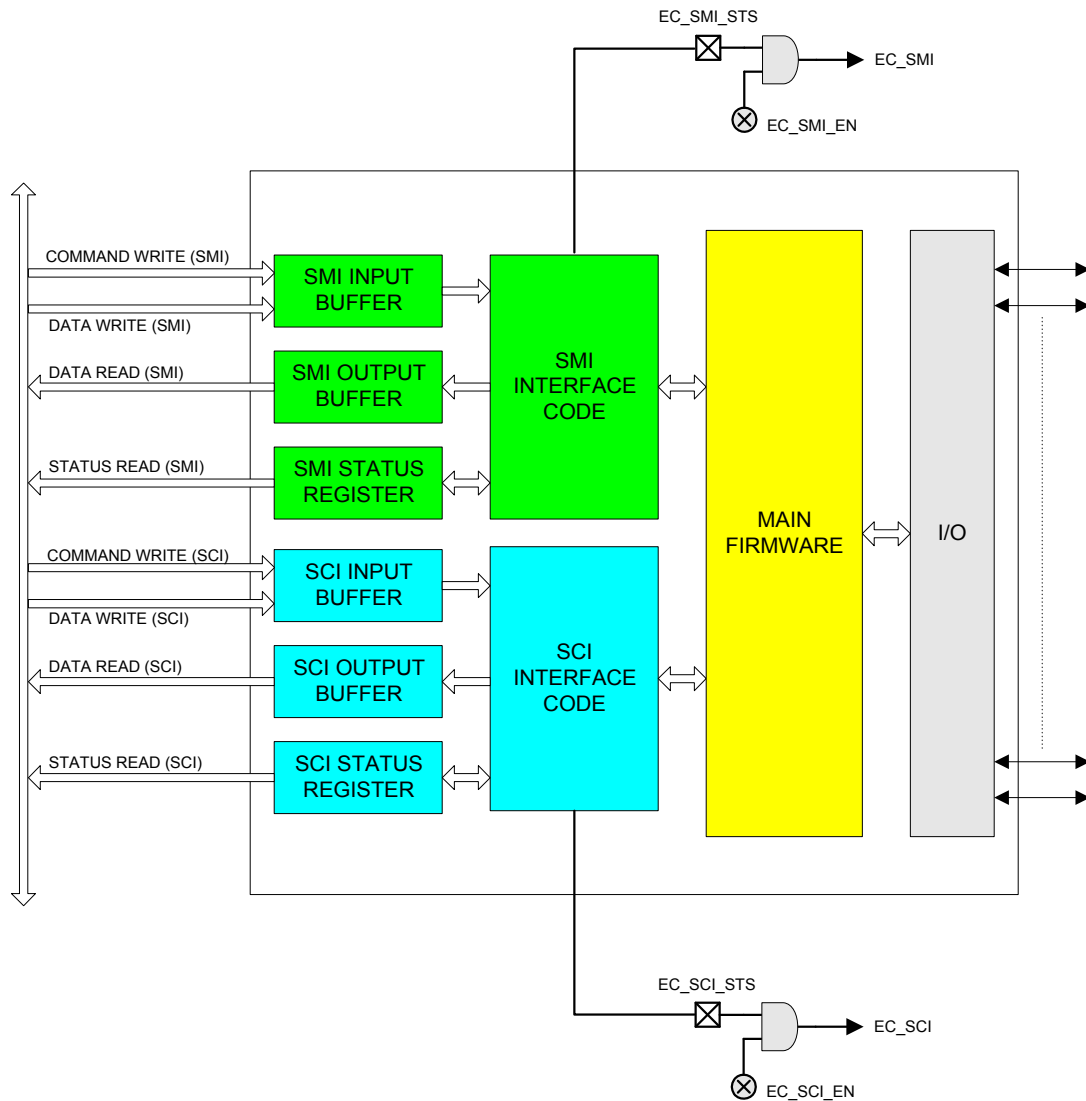 EC_SMI_STS
EC_SMI
EC_SMI_EN
COMMAND WRITE (SMI)
DATA WRITE (SMI)
DATA READ (SMI)
STATUS READ (SMI)
COMMAND WRITE (SCI)
DATA WRITE (SCI)
DATA READ (SCI)
STATUS READ (SCI)
SMI INPUT
BUFFER
SMI OUTPUT
BUFFER
SMI STATUS
REGISTER
SCI INPUT
BUFFER
SCI OUTPUT
BUFFER
SCI STATUS
REGISTER
SMI
INTERFACE
CODE
SCI
INTERFACE
CODE
MAIN
FIRMWARE
I/O
EC_SCI_STS
EC_SCI
EC_SCI_EN